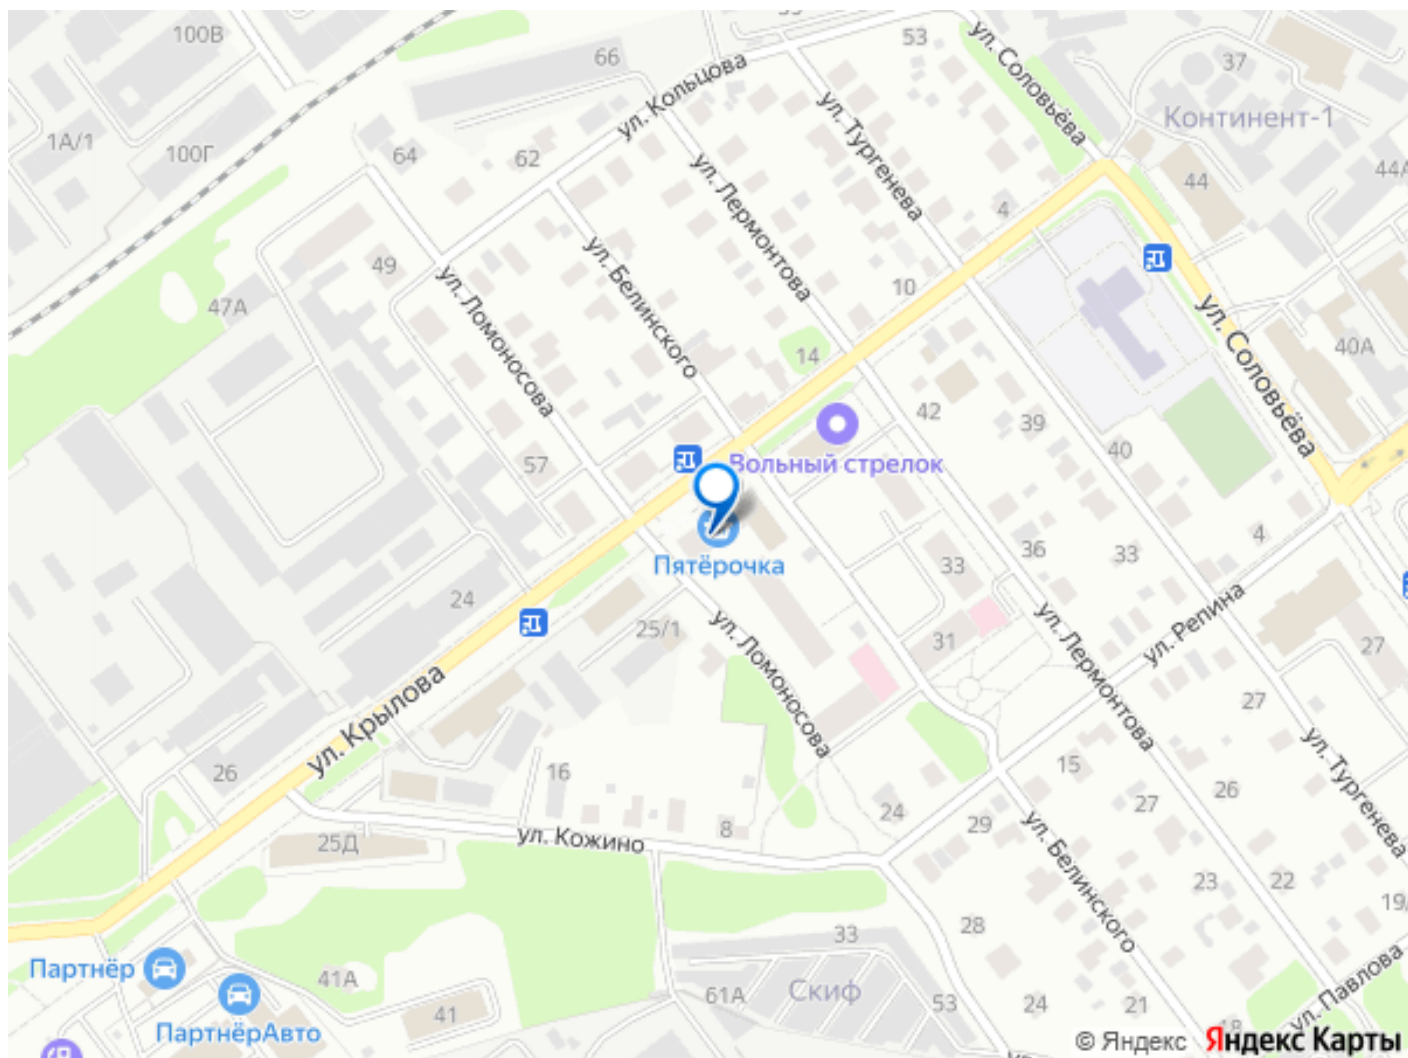 100В
66
53
ул. Соловьёва
37
ул. Кольцова
Континент-1
1А/1
100Г
64
62
ул. Тургенева
44
44А
ул. Лермонтова
4
49
47А
ул. Белинского
10
ул. Ломоносова
14
ул. Соловьёва
40А
42
39
40
57
Вольный стрелок
Пятёрочка
24
25/1
33
36
33
4
31
ул. Ломоносова
ул. Лермонтова
ул. Репина
27
27
ул. Крылова
26
16
8
24
29
15
27
26
ул. Тургенева
25Д
ул. Кожино
ул. Белинского
23
22
19/
28
33
Партнёр
41А
41
ПартнёрАвто
61А
Скиф
53
24
21
18
ул. Павлова
© Яндекс Яндекс Карты